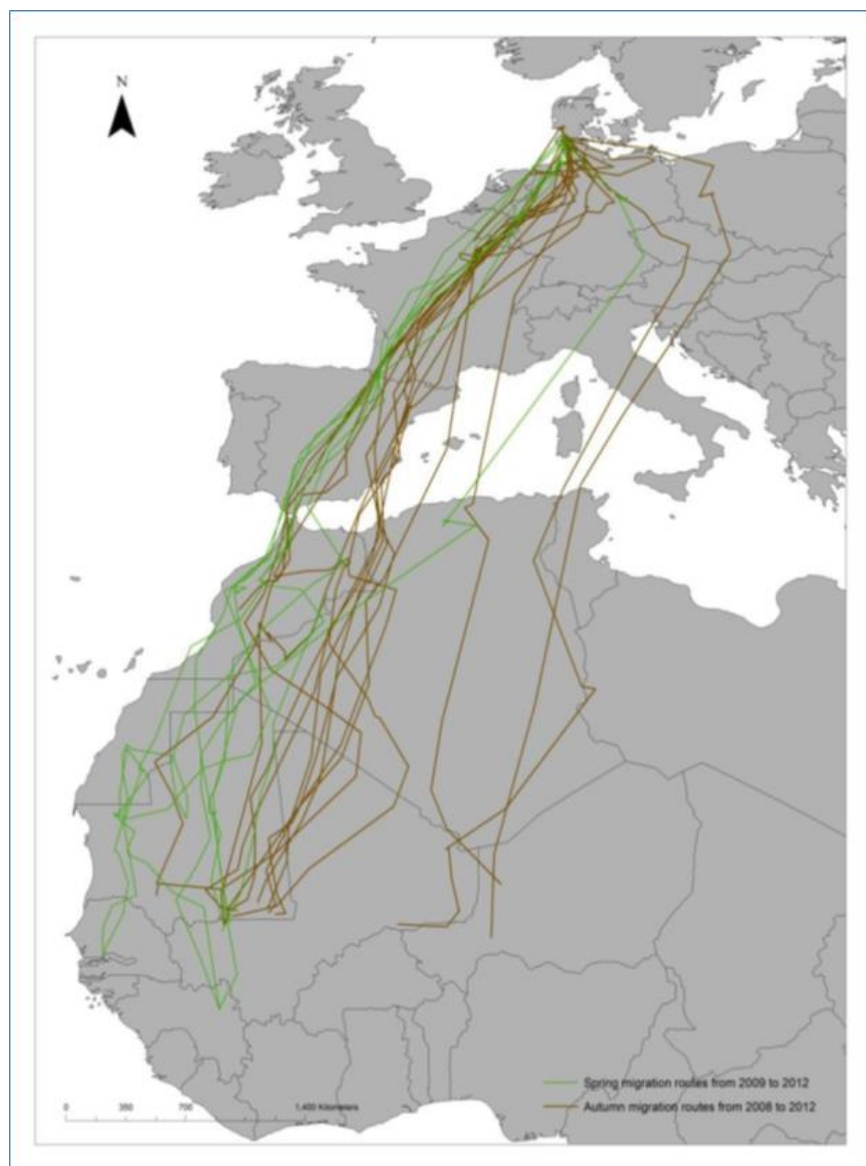 N
Spring migration routes from 2009 to 2012
Autumn migration routes from 2008 to 2012
0 350 700 1,400 Kilometers